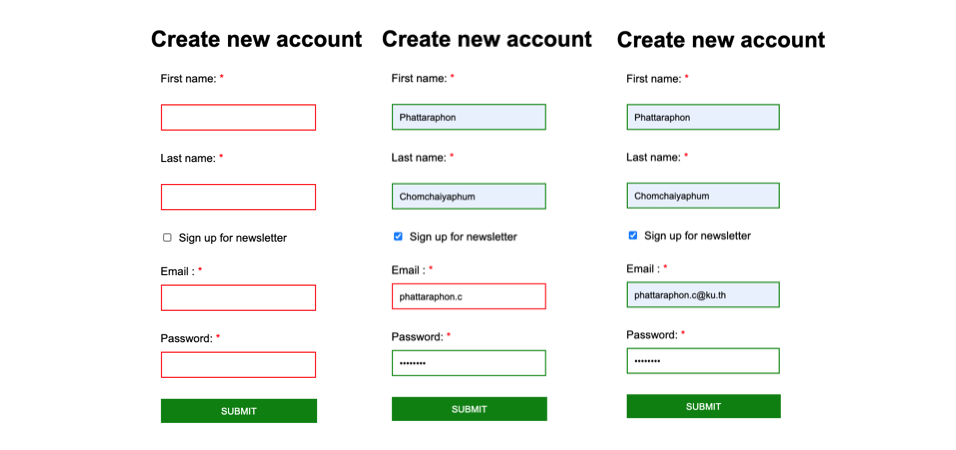 Create new account
First name: *
Last name: *
Sign up for newsletter
Email : *
Password: *
SUBMIT
Create new account
First name: *
Phattaraphon
Last name: *
Chomchaiyaphum
Sign up for newsletter
Email : *
phattaraphon.c
Password: *
••••••••
SUBMIT
Create new account
First name: *
Phattaraphon
Last name: *
Chomchaiyaphum
Sign up for newsletter
Email : *
phattaraphon.c@ku.th
Password: *
••••••••
SUBMIT